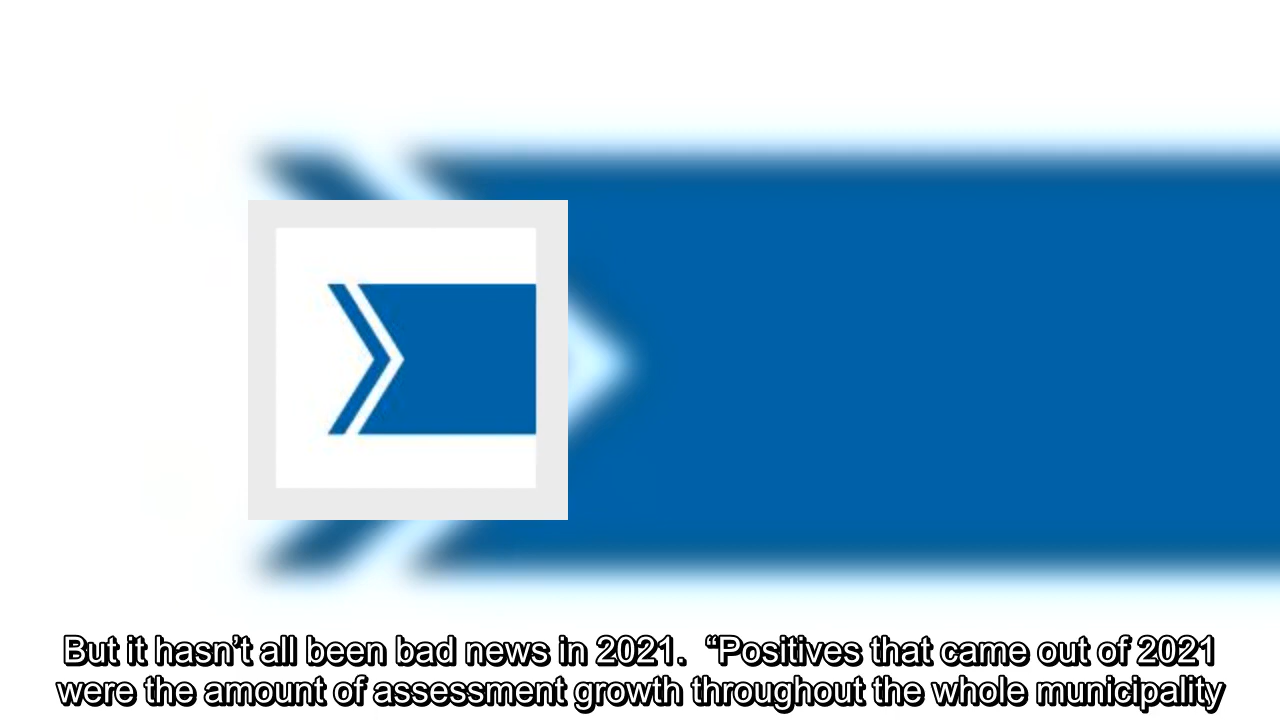 But it hasn’t all been bad news in 2021.  “Positives that came out of 2021
were the amount of assessment growth throughout the whole municipality